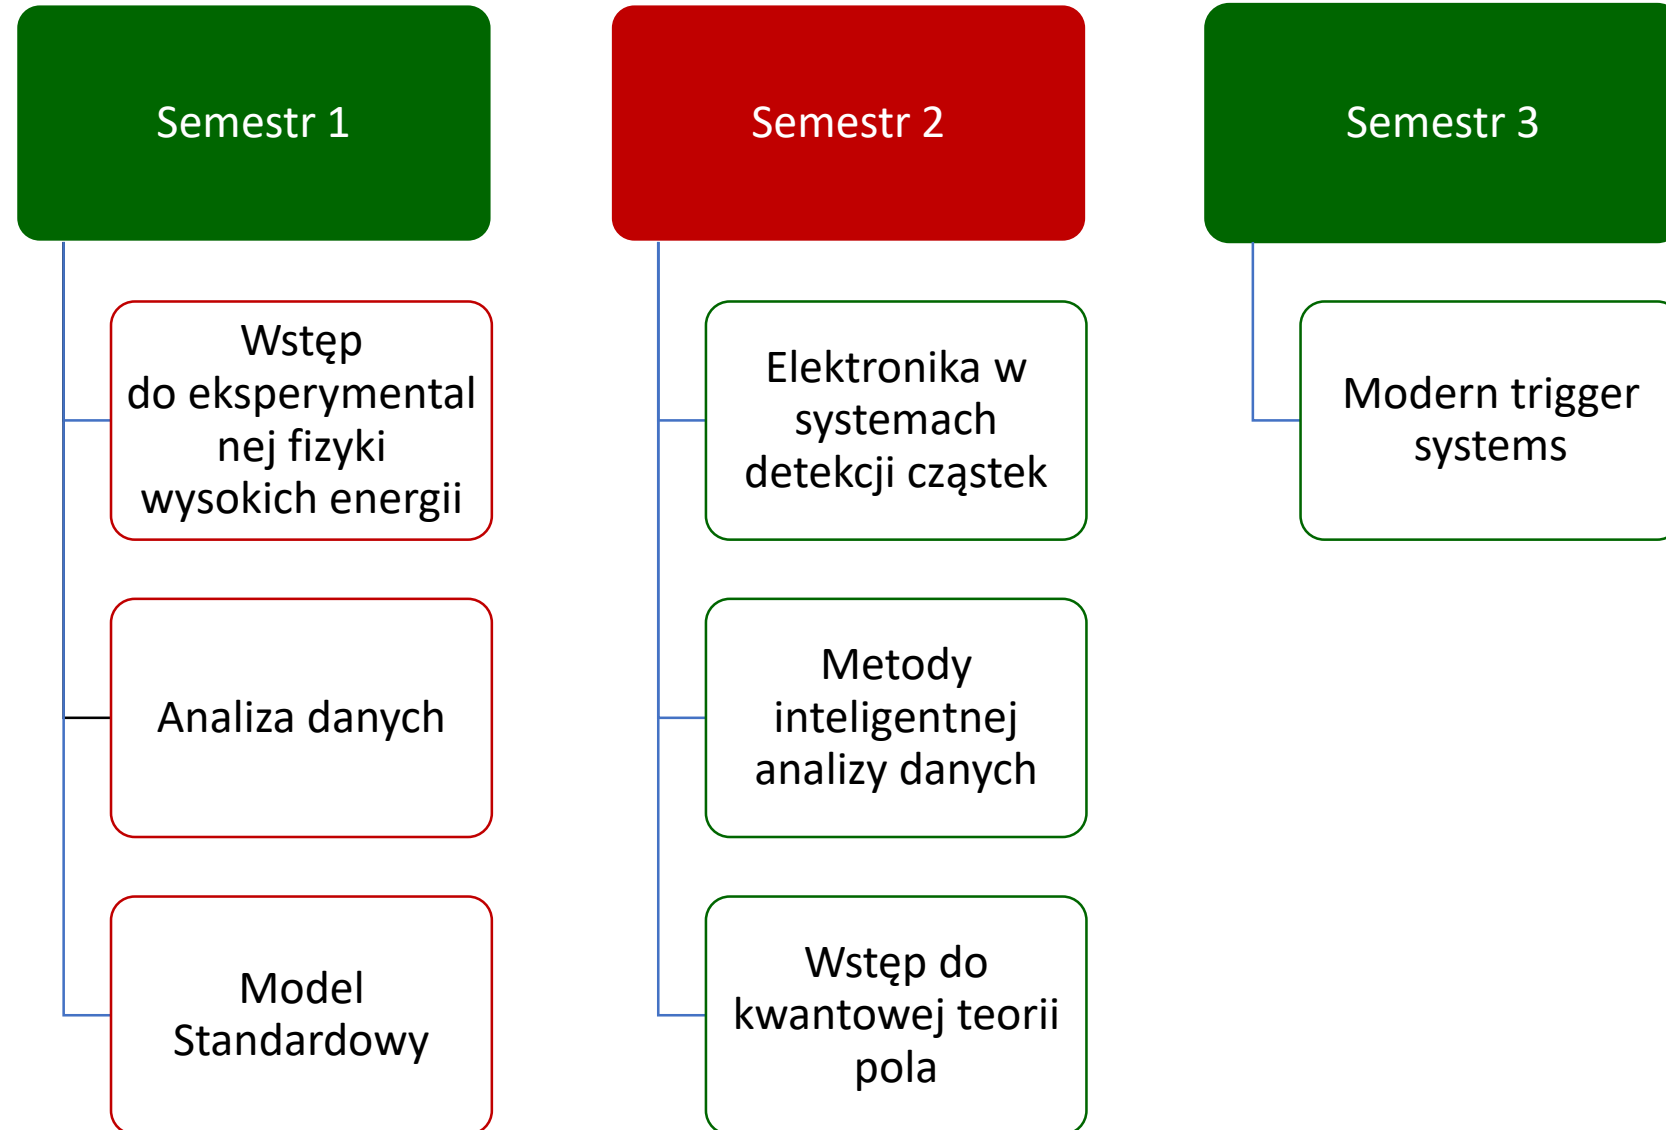 Semestr 1
Wstęp
do eksperymental
nej fizyki
wysokich energii
Analiza danych
Model
Standardowy
Semestr 2
Elektronika w
systemach
detekcji cząstek
Metody
inteligentnej
analizy danych
Wstęp do
kwantowej teorii
pola
Semestr 3
Modern trigger
systems